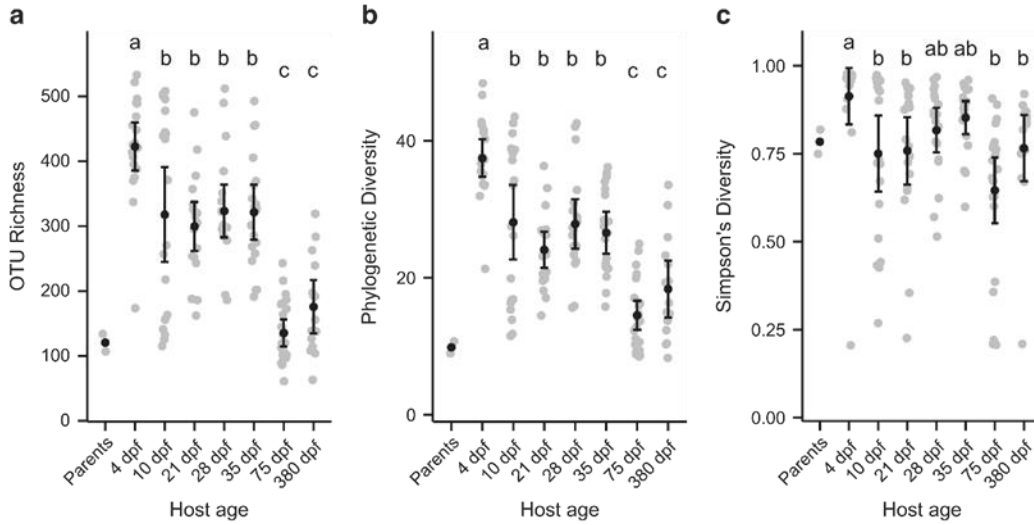 a
OTU Richness
500
400
300
200
100
0
a
b
b
b
b
c
c
Parents
4 dpf
10 dpf
21 dpf
28 dpf
35 dpf
75 dpf
380 dpf
Host age
b
Phylogenetic Diversity
40
20
0
a
b
b
b
b
c
c
Parents
4 dpf
10 dpf
21 dpf
28 dpf
35 dpf
75 dpf
380 dpf
Host age
c
Simpson's Diversity
1.00
0.75
0.50
0.25
0.00
a
b
b
ab
ab
b
b
Parents
4 dpf
10 dpf
21 dpf
28 dpf
35 dpf
75 dpf
380 dpf
Host age